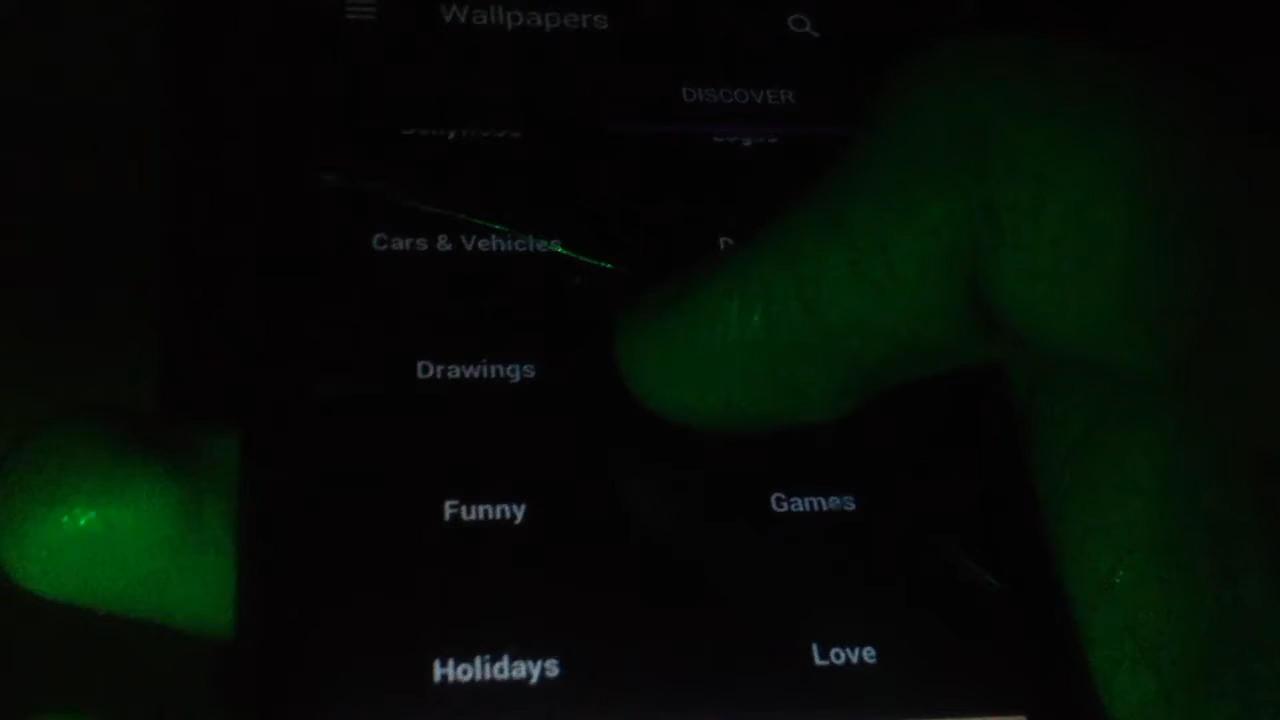 Wallpapers
DISCOVER
Cars & Vehicles
Drawings
Funny
Games
Holidays
Love